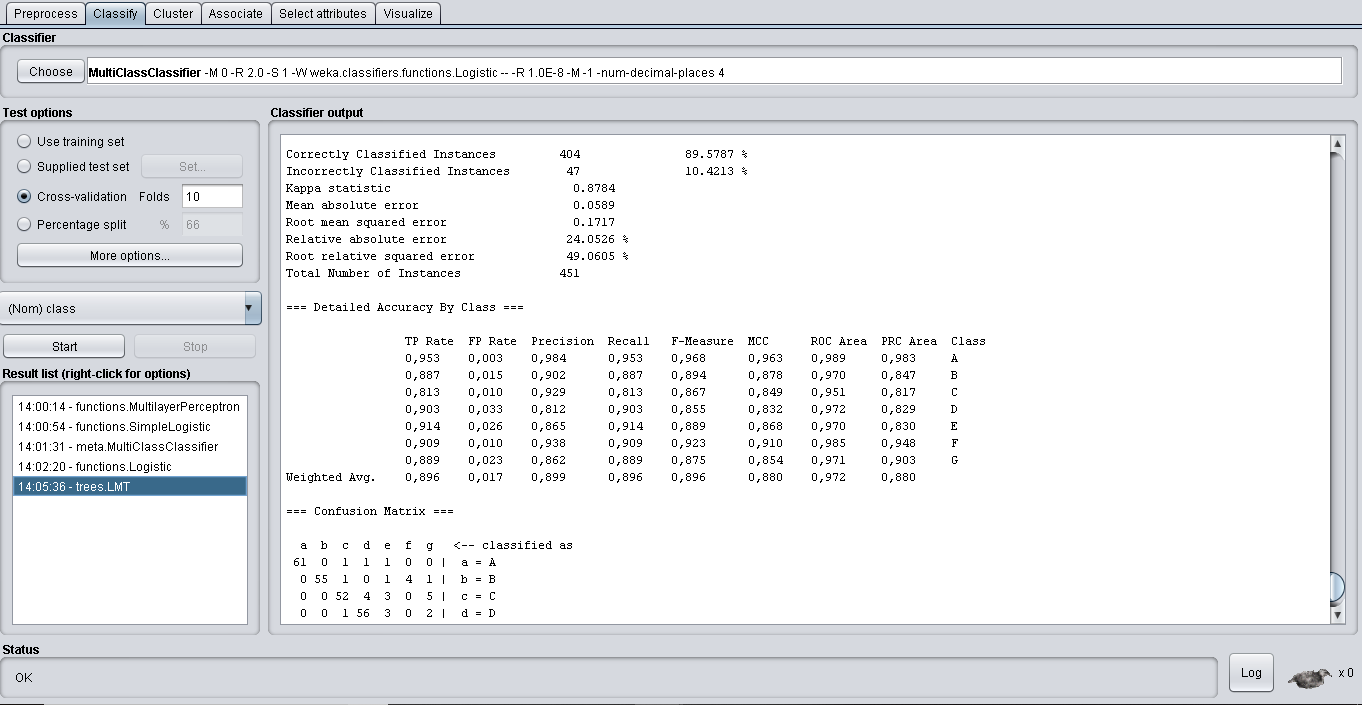 Preprocess Classify Cluster Associate Select attributes Visualize
Classifier
Choose MultiClassClassifier -M 0 -R 2.0 -S 1 -W weka.classifiers.functions.Logistic -- -R 1.0E-8 -M -1 -num-decimal-places 4
Test options
Use training set
Supplied test set Set...
Cross-validation Folds 10
Percentage split % 66
More options...
(Nom) class
Start Stop
Result list (right-click for options)
14:00:14 - functions.MultilayerPerceptron
14:00:54 - functions.SimpleLogistic
14:01:31 - meta.MultiClassClassifier
14:02:20 - functions.Logistic
14:05:36 - trees.LMT
Classifier output
Correctly Classified Instances 404 89.5787 %
Incorrectly Classified Instances 47 10.4213 %
Kappa statistic 0.8784
Mean absolute error 0.0589
Root mean squared error 0.1717
Relative absolute error 24.0526 %
Root relative squared error 49.0605 %
Total Number of Instances 451
=== Detailed Accuracy By Class ===
TP Rate FP Rate Precision Recall F-Measure MCC ROC Area PRC Area Class
0,953 0,003 0,984 0,953 0,968 0,963 0,989 0,983 A
0,887 0,015 0,902 0,887 0,894 0,878 0,970 0,847 B
0,813 0,010 0,929 0,813 0,867 0,849 0,951 0,817 C
0,903 0,033 0,812 0,903 0,855 0,832 0,972 0,829 D
0,914 0,026 0,865 0,914 0,889 0,868 0,970 0,830 E
0,909 0,010 0,938 0,909 0,923 0,910 0,985 0,948 F
0,889 0,023 0,862 0,889 0,875 0,854 0,971 0,903 G
Weighted Avg. 0,896 0,017 0,899 0,896 0,896 0,880 0,972 0,880
=== Confusion Matrix ===
a b c d e f g <-- classified as
61 0 1 1 1 0 0 | a = A
0 55 1 0 1 4 1 | b = B
0 0 52 4 3 0 5 | c = C
0 0 1 56 3 0 2 | d = D
Status
OK
Log x 0